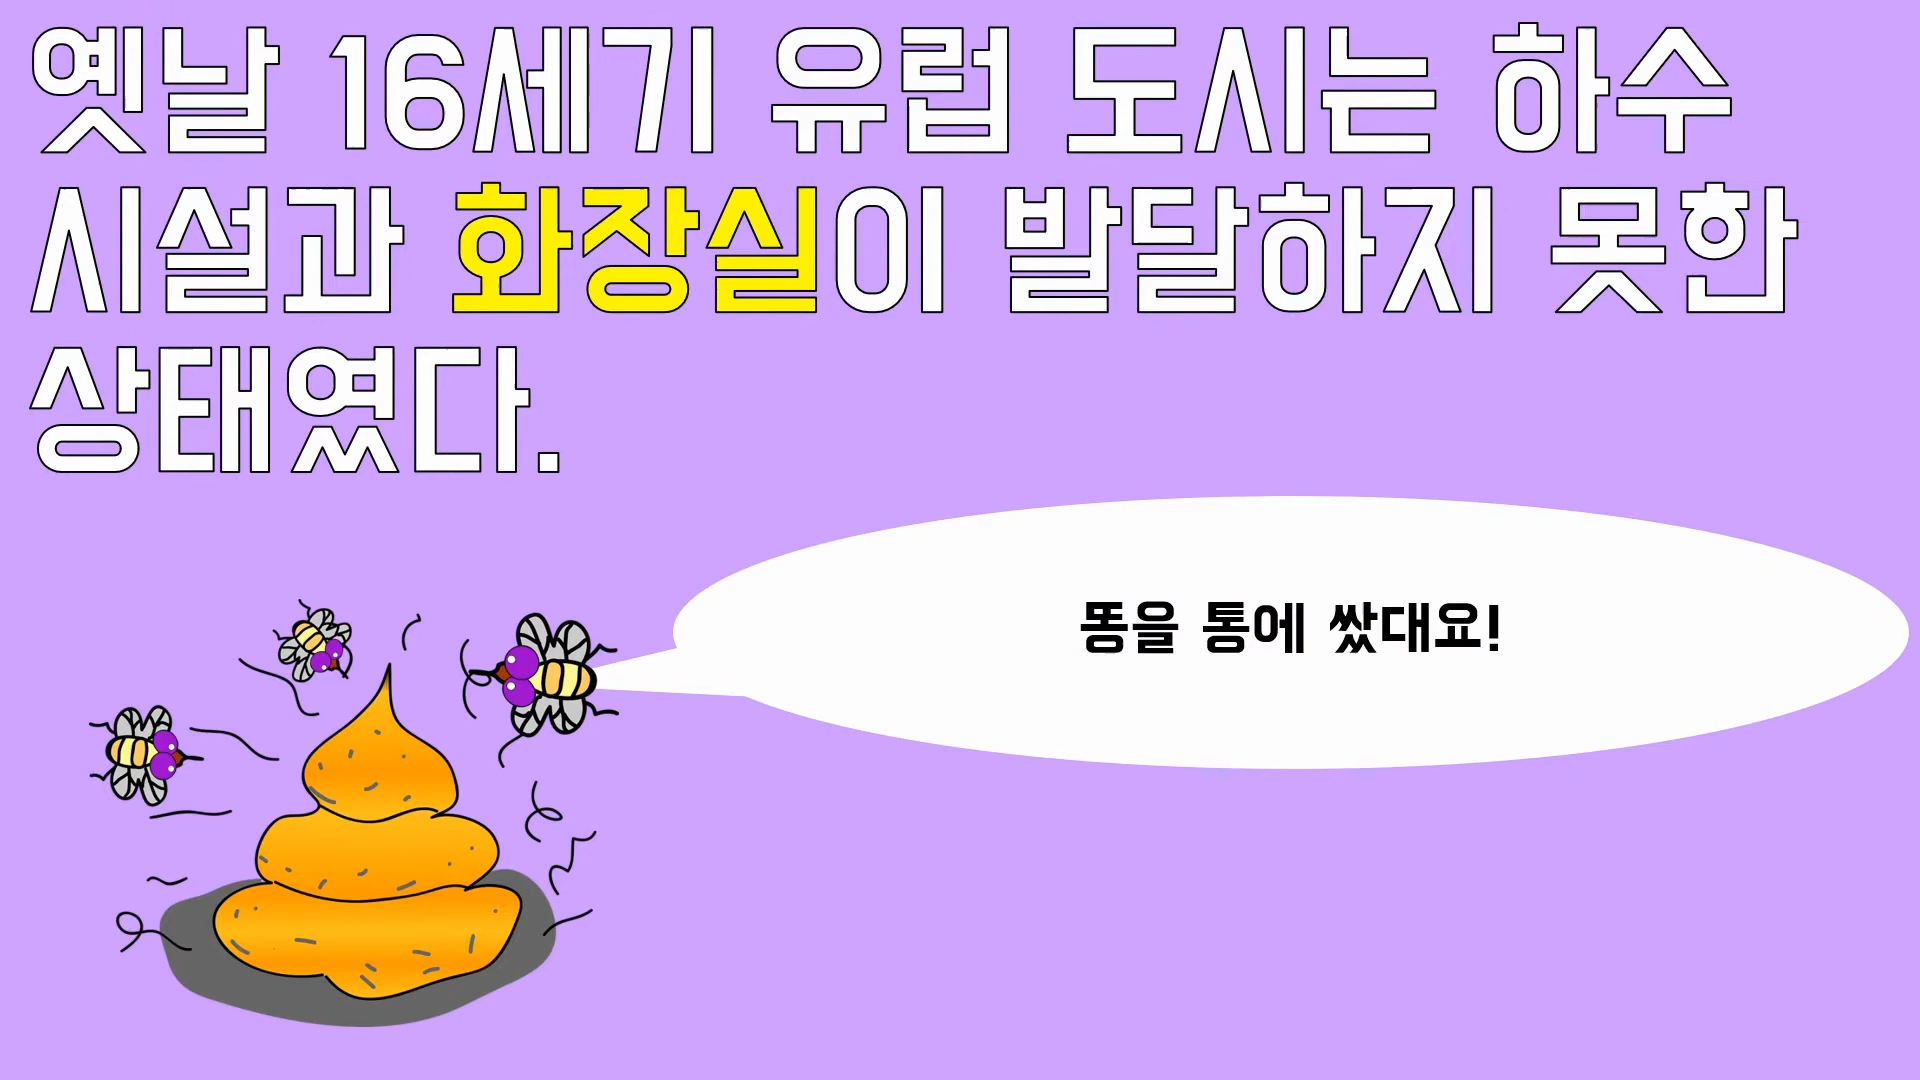 옛날 16세기 유럽 도시는 하수
시설과 화장실이 발달하지 못한
상태였다.
똥을 통에 쌌대요!